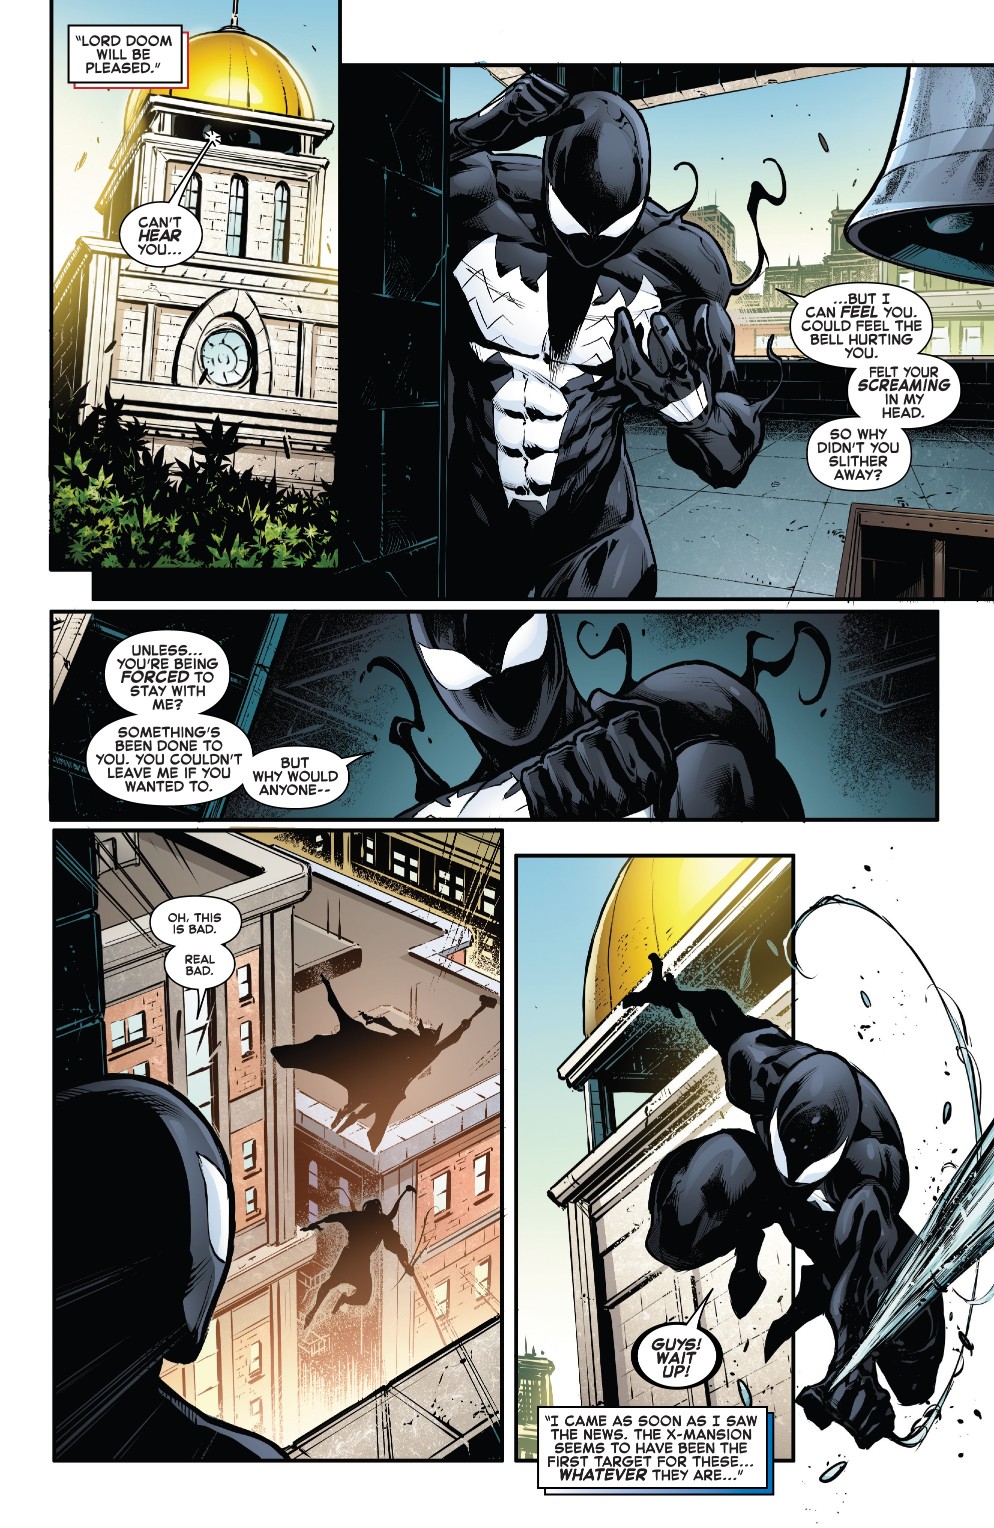 "LORD DOOM
WILL BE
PLEASED."
CAN'T
HEAR
YOU...
...BUT I
CAN FEEL YOU.
COULD FEEL THE
BELL HURTING
YOU.
FELT YOUR
SCREAMING
IN MY
HEAD.
SO WHY
DIDN'T YOU
SLITHER
AWAY?
UNLESS...
YOU'RE BEING
FORCED TO
STAY WITH
ME?
SOMETHING'S
BEEN DONE TO
YOU. YOU COULDN'T
LEAVE ME IF YOU
WANTED TO.
BUT
WHY WOULD
ANYONE--
OH, THIS
IS BAD.
REAL
BAD.
GUYS!
WAIT
UP!
"I CAME AS SOON AS I SAW
THE NEWS. THE X-MANSION
SEEMS TO HAVE BEEN THE
FIRST TARGET FOR THESE...
WHATEVER THEY ARE..."